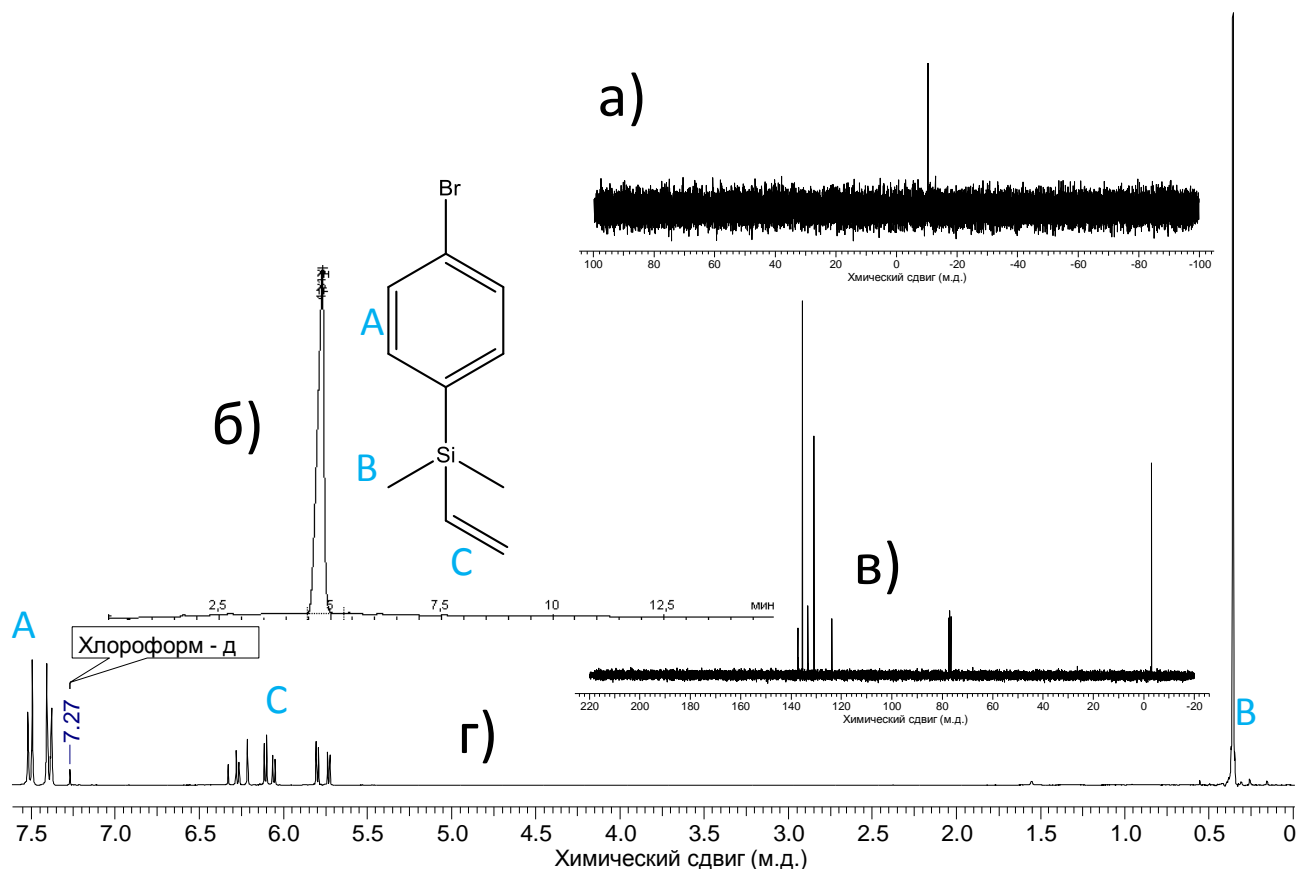 а)
100 80 60 40 20 0 -20 -40 -60 -80 -100
Хмический сдвиг (м.д.)
Br
A
Si
B
C
б)
2,5 5 7,5 10 12,5 мин
в)
220 200 180 160 140 120 100 80 60 40 20 0 -20
Химический сдвиг (м.д.)
A
Хлороформ - д
7.27
C
г)
B
7.5 7.0 6.5 6.0 5.5 5.0 4.5 4.0 3.5 3.0 2.5 2.0 1.5 1.0 0.5 0
Химический сдвиг (м.д.)